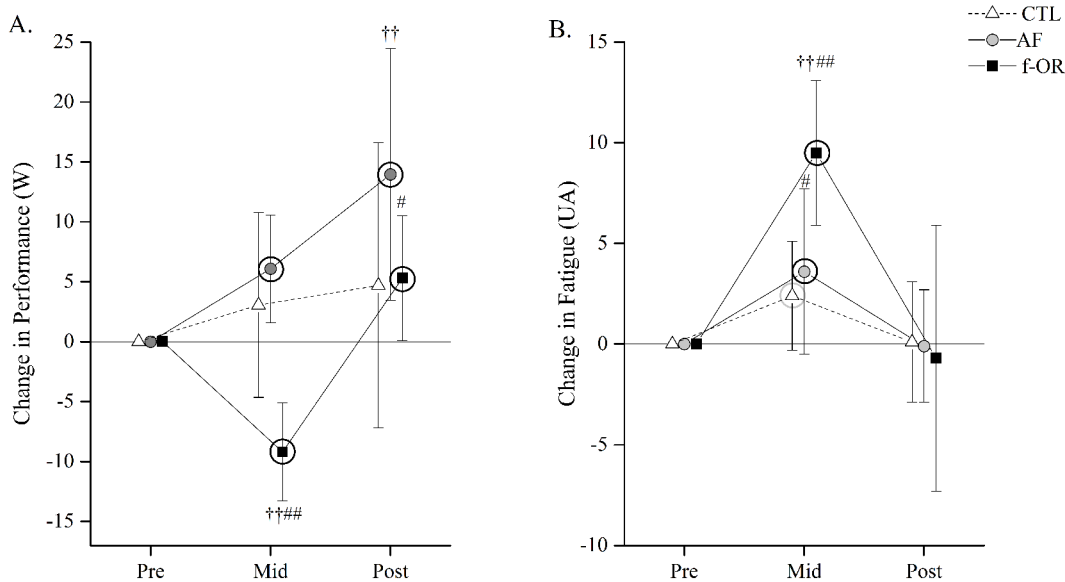 A.
Change in Performance (W)
25
20
15
10
5
0
-5
-10
-15
††
#
††##
Pre Mid Post
B.
Change in Fatigue (UA)
15
10
5
0
-5
-10
††##
#
Pre Mid Post
CTL
AF
f-OR